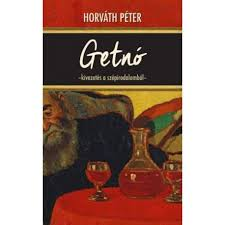 HORVÁTH PÉTER
Getnó
-kivezetés a szépirodalomból-